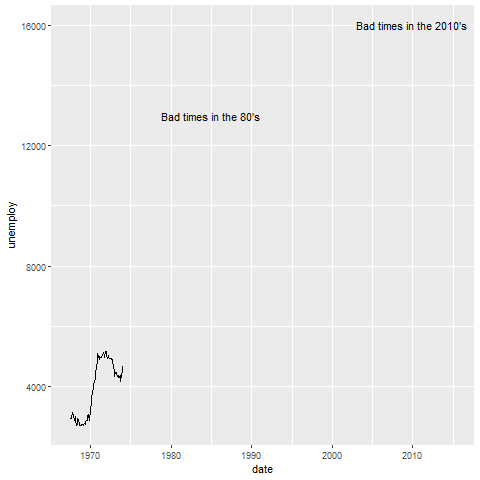 16000
Bad times in the 2010's
Bad times in the 80's
12000
unemploy
8000
4000
1970 1980 1990 2000 2010
date